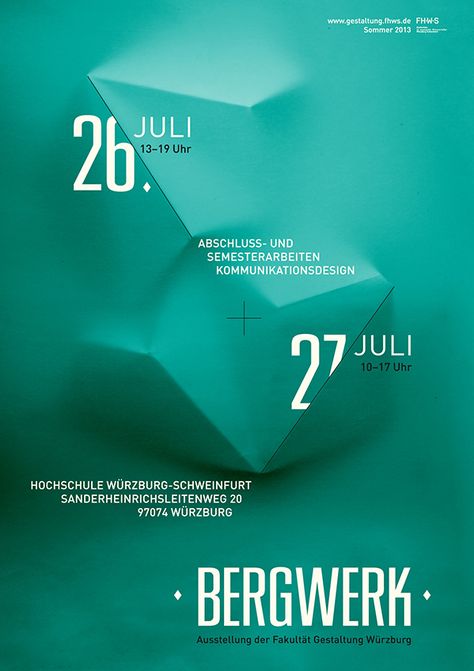 www.gestaltung.fhws.de
Sommer 2013
FHWS
26. JULI
13–19 Uhr
ABSCHLUSS- UND
SEMESTERARBEITEN
KOMMUNIKATIONSDESIGN
27 JULI
10–17 Uhr
HOCHSCHULE WÜRZBURG-SCHWEINFURT
SANDERHEINRICHSLEITENWEG 20
97074 WÜRZBURG
BERGWERK
Ausstellung der Fakultät Gestaltung Würzburg